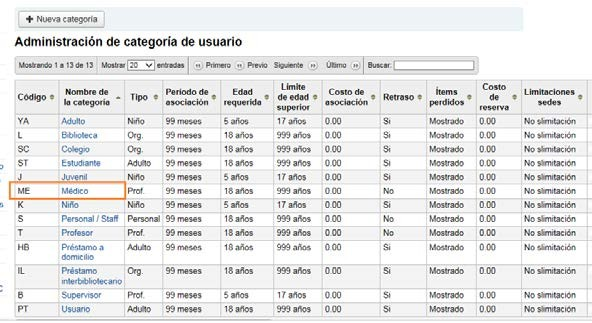 + Nueva categoría
Administración de categoría de usuario
Mostrando 1 a 13 de 13 Mostrar 20 entradas Primero Previo Siguiente Último Buscar:
Código Nombre de la categoría Tipo Período de asociación Edad requerida Límite de edad superior Costo de asociación Retraso Ítems perdidos Costo de reserva Limitaciones sedes
YA Adulto Niño 99 meses 5 años 17 años 0.00 Si Mostrado 0.00 No slimitación
L Biblioteca Org. 99 meses 18 años 999 años 0.00 Si Mostrado 0.00 No slimitación
SC Colegio Org. 99 meses 18 años 999 años 0.00 Si Mostrado 0.00 No slimitación
ST Estudiante Adulto 99 meses 18 años 999 años 0.00 Si Mostrado 0.00 No slimitación
J Juvenil Niño 99 meses 5 años 17 años 0.00 Si Mostrado 0.00 No slimitación
ME Médico Prof. 99 meses 18 años 999 años 0.00 No Mostrado 0.00 No slimitación
K Niño Niño 99 meses 5 años 17 años 0.00 Si Mostrado 0.00 No slimitación
S Personal / Staff Personal 99 meses 18 años 999 años 0.00 No Mostrado 0.00 No slimitación
T Profesor Prof. 99 meses 18 años 999 años 0.00 No Mostrado 0.00 No slimitación
HB Préstamo a domicilio Adulto 99 meses 18 años 999 años 0.00 Si Mostrado 0.00 No slimitación
IL Préstamo interbibliotecario Org. 99 meses 18 años 999 años 0.00 Si Mostrado 0.00 No slimitación
B Supervisor Prof. 99 meses 5 años 17 años 0.00 Si Mostrado 0.00 No slimitación
PT Usuario Adulto 99 meses 18 años 999 años 0.00 Si Mostrado 0.00 No slimitación